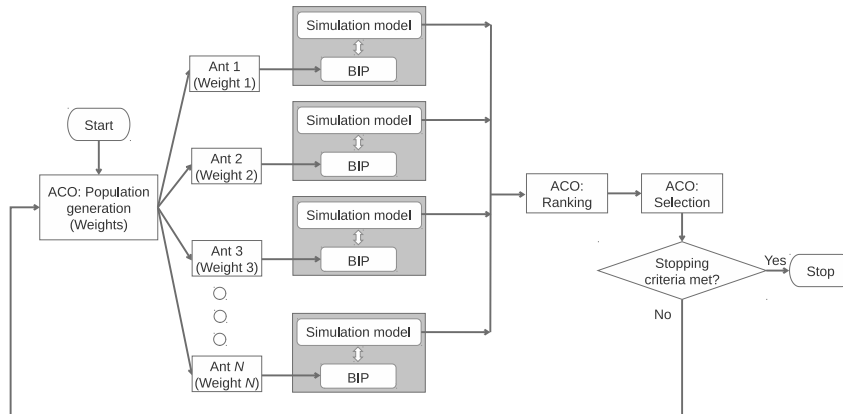 Start
ACO: Population
generation
(Weights)
Ant 1
(Weight 1)
Simulation model
BIP
Ant 2
(Weight 2)
Simulation model
BIP
Ant 3
(Weight 3)
Simulation model
BIP
Ant N
(Weight N)
Simulation model
BIP
ACO:
Ranking
ACO:
Selection
Stopping
criteria met?
Yes
Stop
No